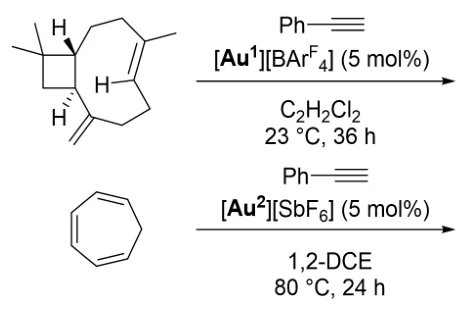 Ph
H
[Au¹][BArF₄] (5 mol%)
H
C₂H₂Cl₂
H
23 °C, 36 h
Ph
[Au²][SbF₆] (5 mol%)
1,2-DCE
80 °C, 24 h